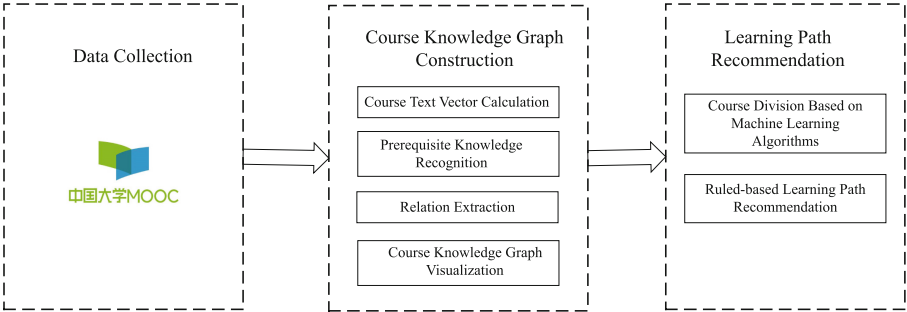 Data Collection
中国大学MOOC
Course Knowledge Graph
Construction
Course Text Vector Calculation
Prerequisite Knowledge
Recognition
Relation Extraction
Course Knowledge Graph
Visualization
Learning Path
Recommendation
Course Division Based on
Machine Learning
Algorithms
Ruled-based Learning Path
Recommendation